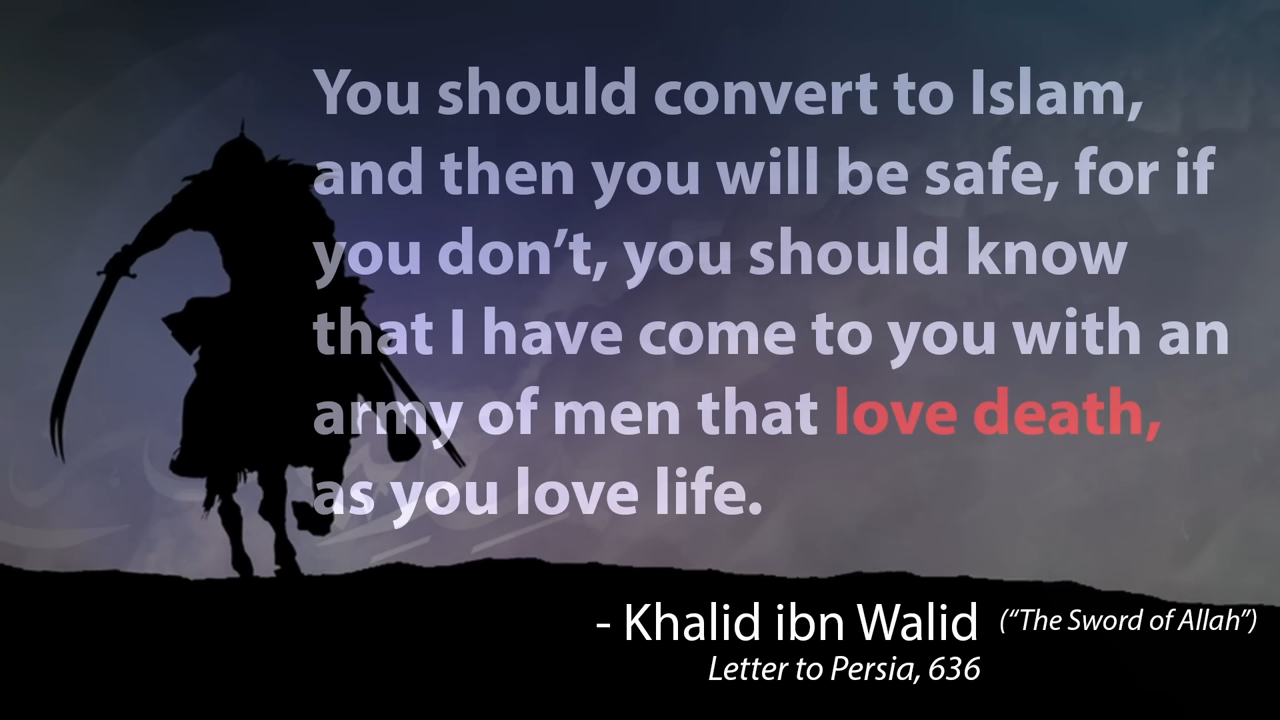 You should convert to Islam,
and then you will be safe, for if
you don’t, you should know
that I have come to you with an
army of men that love death,
as you love life.
- Khalid ibn Walid (“The Sword of Allah”)
Letter to Persia, 636